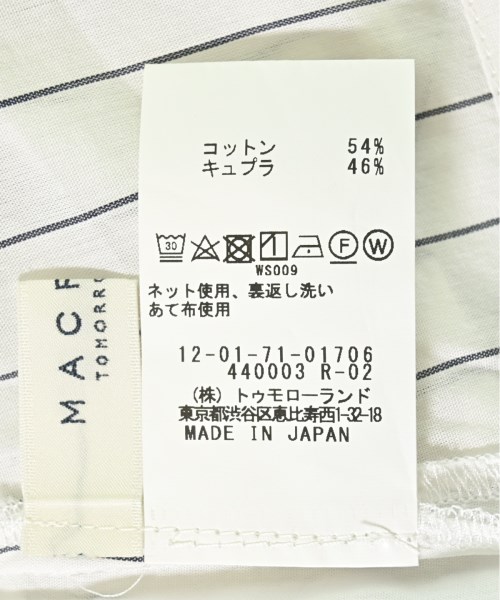 コットン 54%
キュプラ 46%
30
F W
WS009
ネット使用、裏返し洗い
あて布使用
12-01-71-01706
440003 R-02
(株)トゥモローランド
東京都渋谷区恵比寿西1-32-18
MADE IN JAPAN
MACP
TOMORR